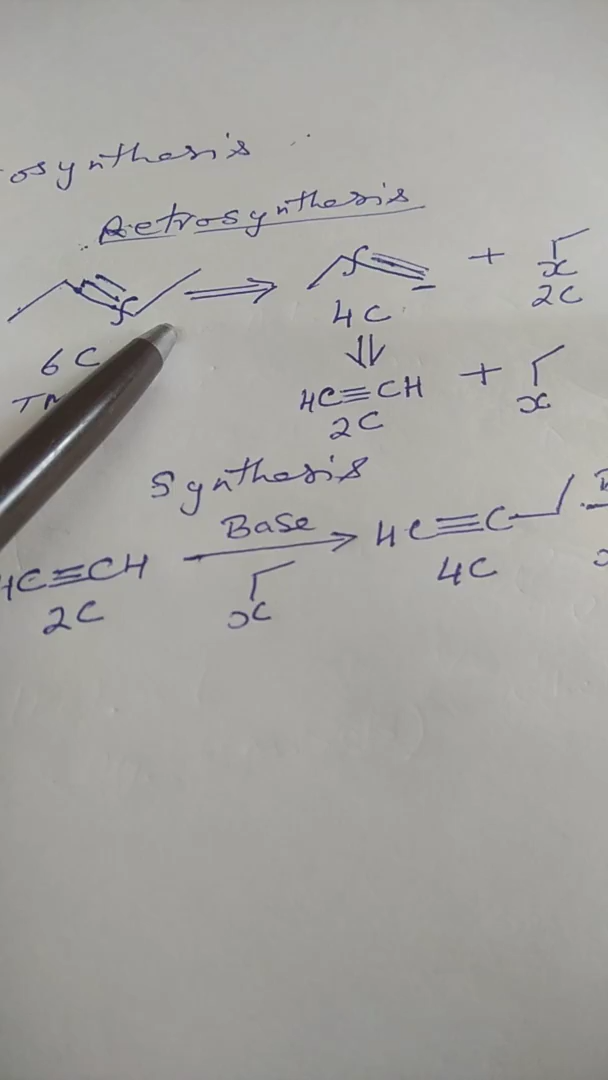 osynthesis
Retrosynthesis
+ x
6C 4C 2C
HC≡CH + x
2C
Synthesis
Base
HC≡CH HC≡C
2C x 4C